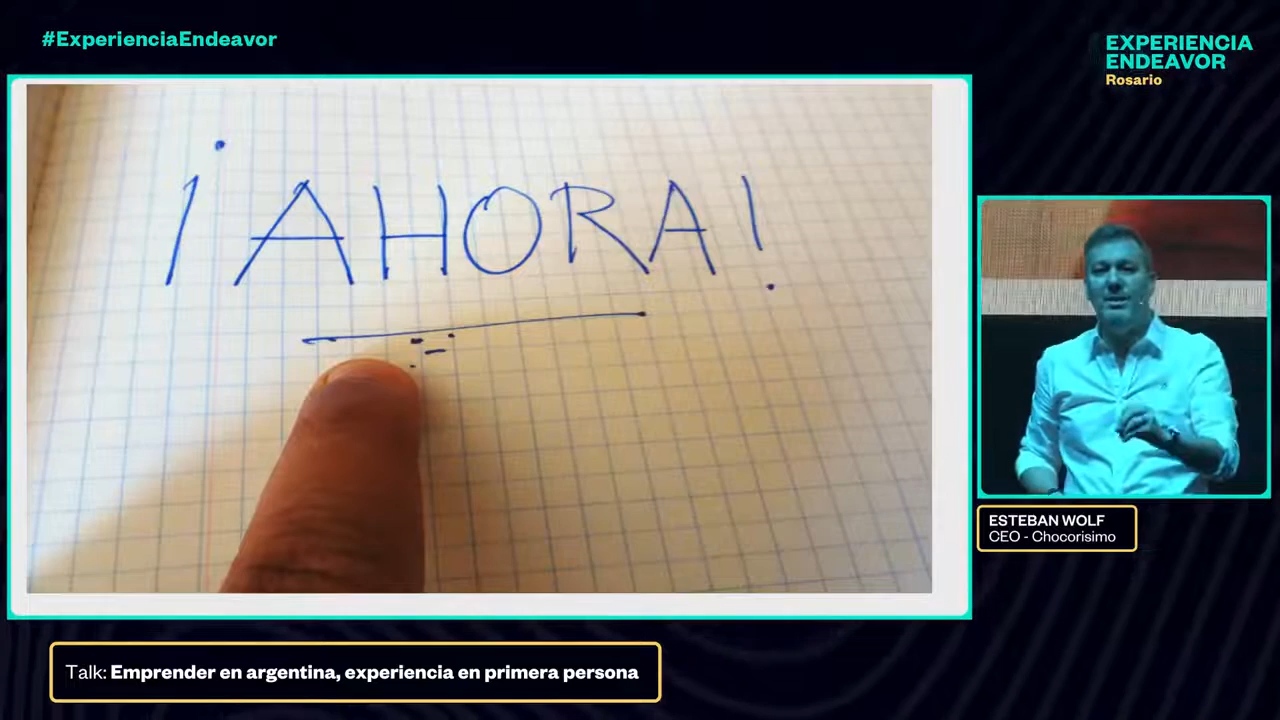 #ExperienciaEndeavor
EXPERIENCIA
ENDEAVOR
Rosario
¡AHORA!
ESTEBAN WOLF
CEO - Chocorisimo
Talk: Emprender en argentina, experiencia en primera persona